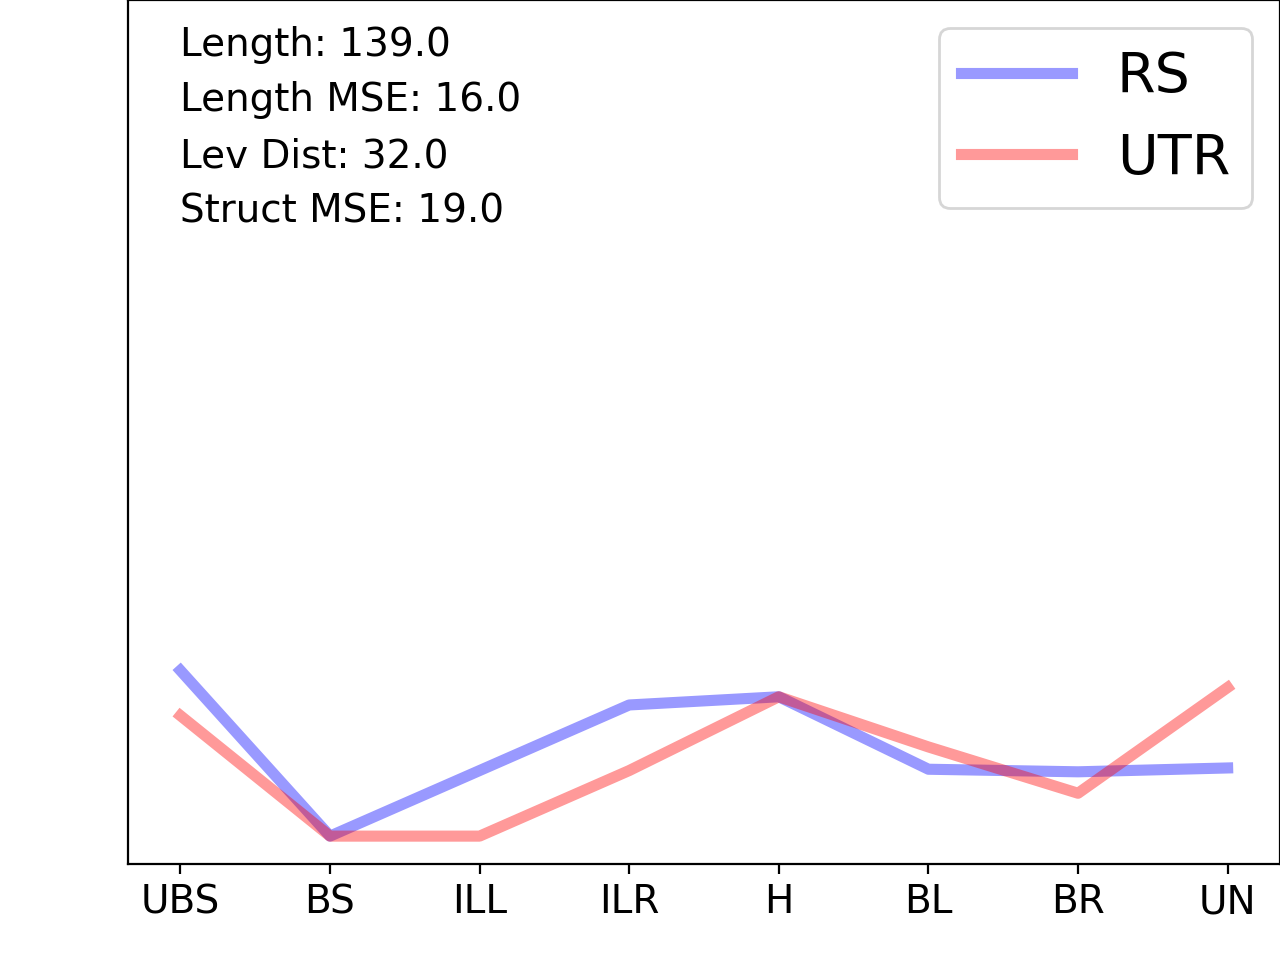 Length: 139.0
Length MSE: 16.0
Lev Dist: 32.0
Struct MSE: 19.0
RS
UTR
UBS BS ILL ILR H BL BR UN